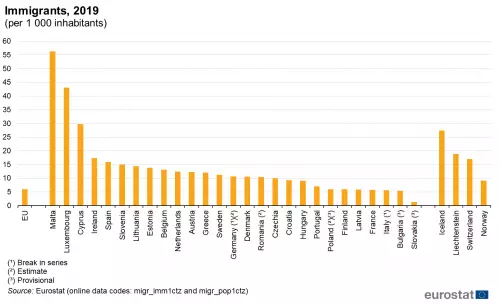 Immigrants, 2019
(per 1 000 inhabitants)
60
55
50
45
40
35
30
25
20
15
10
5
0
EU
Malta
Luxembourg
Cyprus
Ireland
Spain
Slovenia
Lithuania
Estonia
Belgium
Netherlands
Austria
Greece
Sweden
Germany (²)(³)
Denmark
Romania (²)
Czechia
Croatia
Hungary
Portugal
Poland (²)(³)
Finland
Latvia
France
Italy (¹)
Bulgaria (³)
Slovakia (³)
Iceland
Liechtenstein
Switzerland
Norway
(¹) Break in series
(²) Estimate
(³) Provisional
Source: Eurostat (online data codes: migr_imm1ctz and migr_pop1ctz)
eurostat